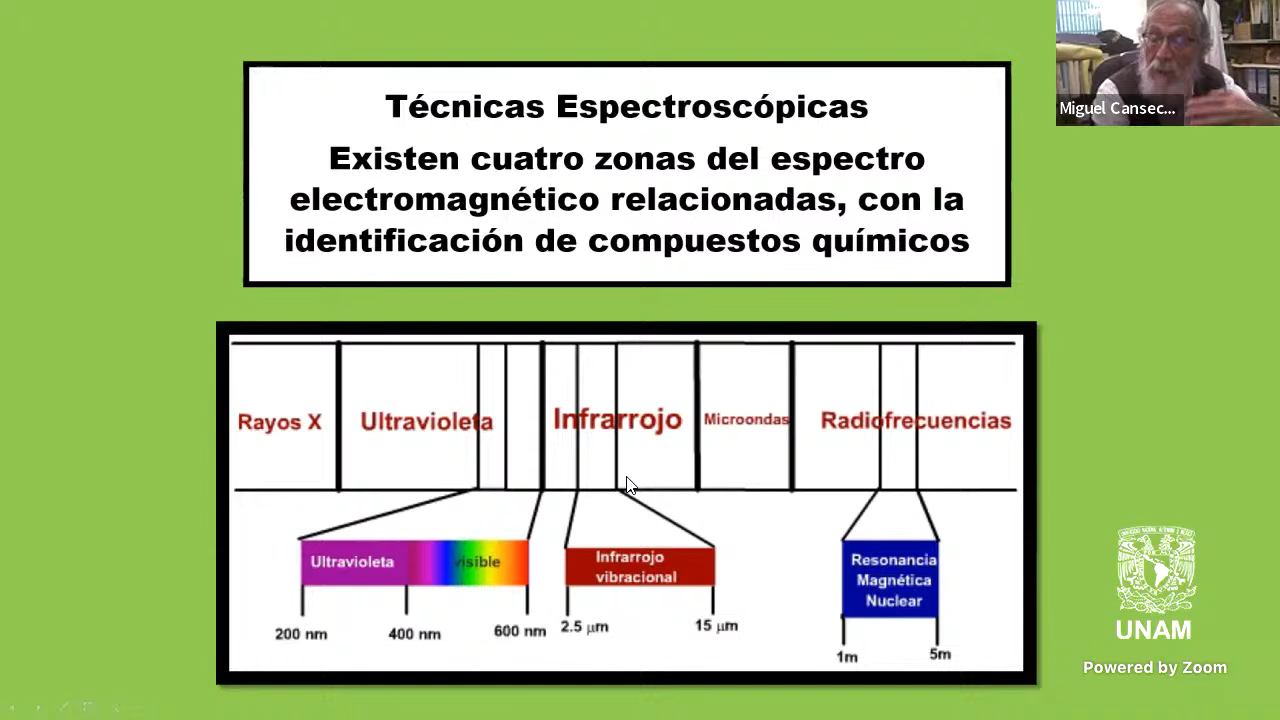 Miguel Cansec...
Técnicas Espectroscópicas
Existen cuatro zonas del espectro
electromagnético relacionadas, con la
identificación de compuestos químicos
Rayos X
Ultravioleta
Infrarrojo
Microondas
Radiofrecuencias
Ultravioleta
visible
Infrarrojo
vibracional
Resonancia
Magnética
Nuclear
200 nm
400 nm
600 nm
2.5 µm
15 µm
1m
5m
UNAM
Powered by Zoom